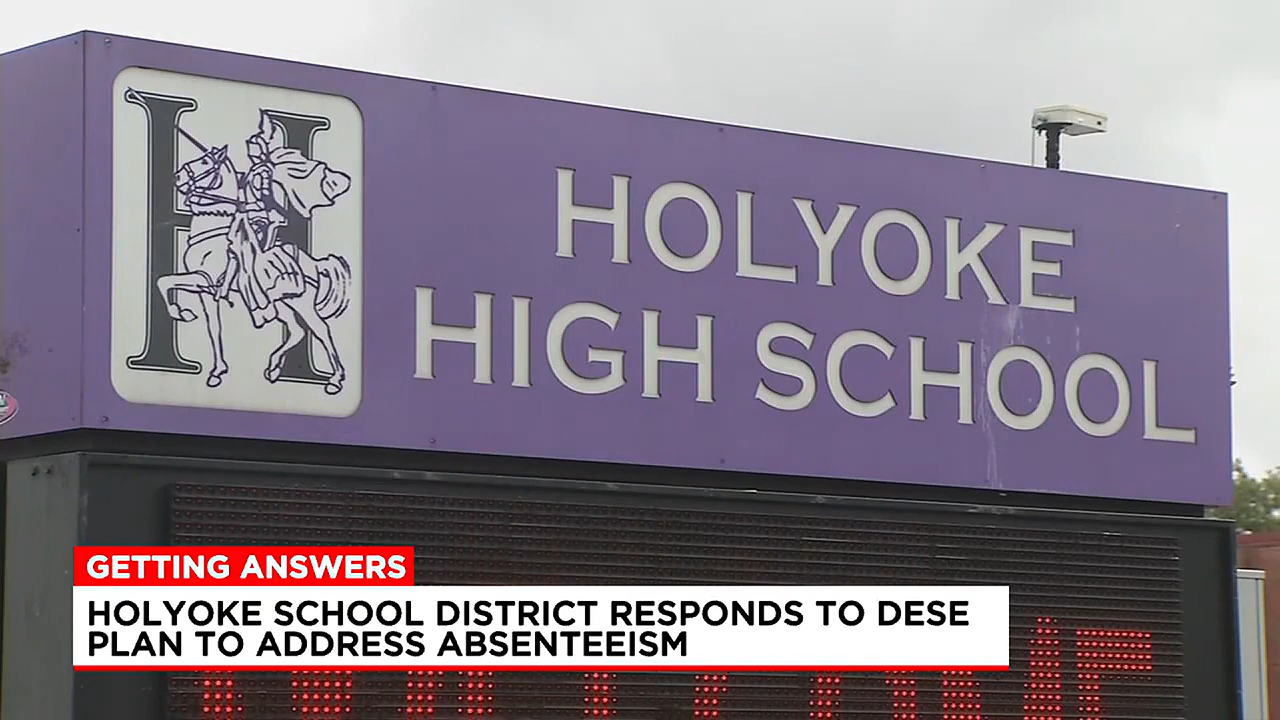 H
HOLYOKE
HIGH SCHOOL
GETTING ANSWERS
HOLYOKE SCHOOL DISTRICT RESPONDS TO DESE
PLAN TO ADDRESS ABSENTEEISM